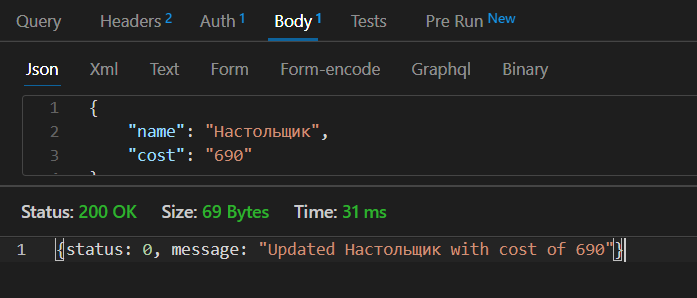 Query Headers 2 Auth 1 Body 1 Tests Pre Run New
Json Xml Text Form Form-encode Graphql Binary
1 {
2 "name": "Настольщик",
3 "cost": "690"
}
Status: 200 OK Size: 69 Bytes Time: 31 ms
1 {status: 0, message: "Updated Настольщик with cost of 690"}